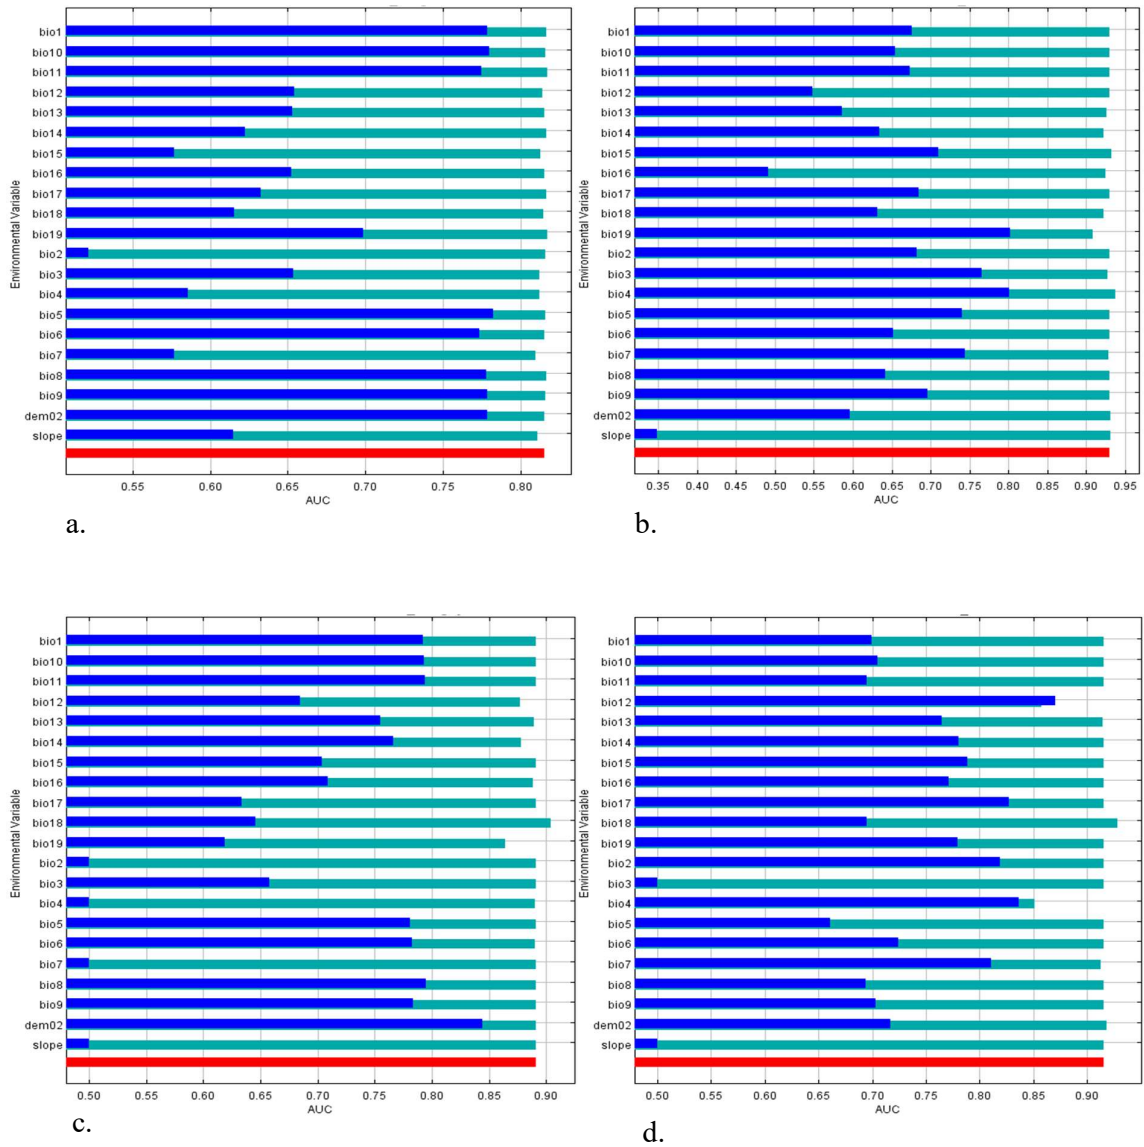 bio1
bio10
bio11
bio12
bio13
bio14
bio15
bio16
bio17
bio18
bio19
bio2
bio3
bio4
bio5
bio6
bio7
bio8
bio9
dem02
slope
Environmental Variable
0.55 0.60 0.65 0.70 0.75 0.80
AUC
a.
bio1
bio10
bio11
bio12
bio13
bio14
bio15
bio16
bio17
bio18
bio19
bio2
bio3
bio4
bio5
bio6
bio7
bio8
bio9
dem02
slope
Environmental Variable
0.35 0.40 0.45 0.50 0.55 0.60 0.65 0.70 0.75 0.80 0.85 0.90 0.95
AUC
b.
bio1
bio10
bio11
bio12
bio13
bio14
bio15
bio16
bio17
bio18
bio19
bio2
bio3
bio4
bio5
bio6
bio7
bio8
bio9
dem02
slope
Environmental Variable
0.50 0.55 0.60 0.65 0.70 0.75 0.80 0.85 0.90
AUC
c.
bio1
bio10
bio11
bio12
bio13
bio14
bio15
bio16
bio17
bio18
bio19
bio2
bio3
bio4
bio5
bio6
bio7
bio8
bio9
dem02
slope
Environmental Variable
0.50 0.55 0.60 0.65 0.70 0.75 0.80 0.85 0.90
AUC
d.